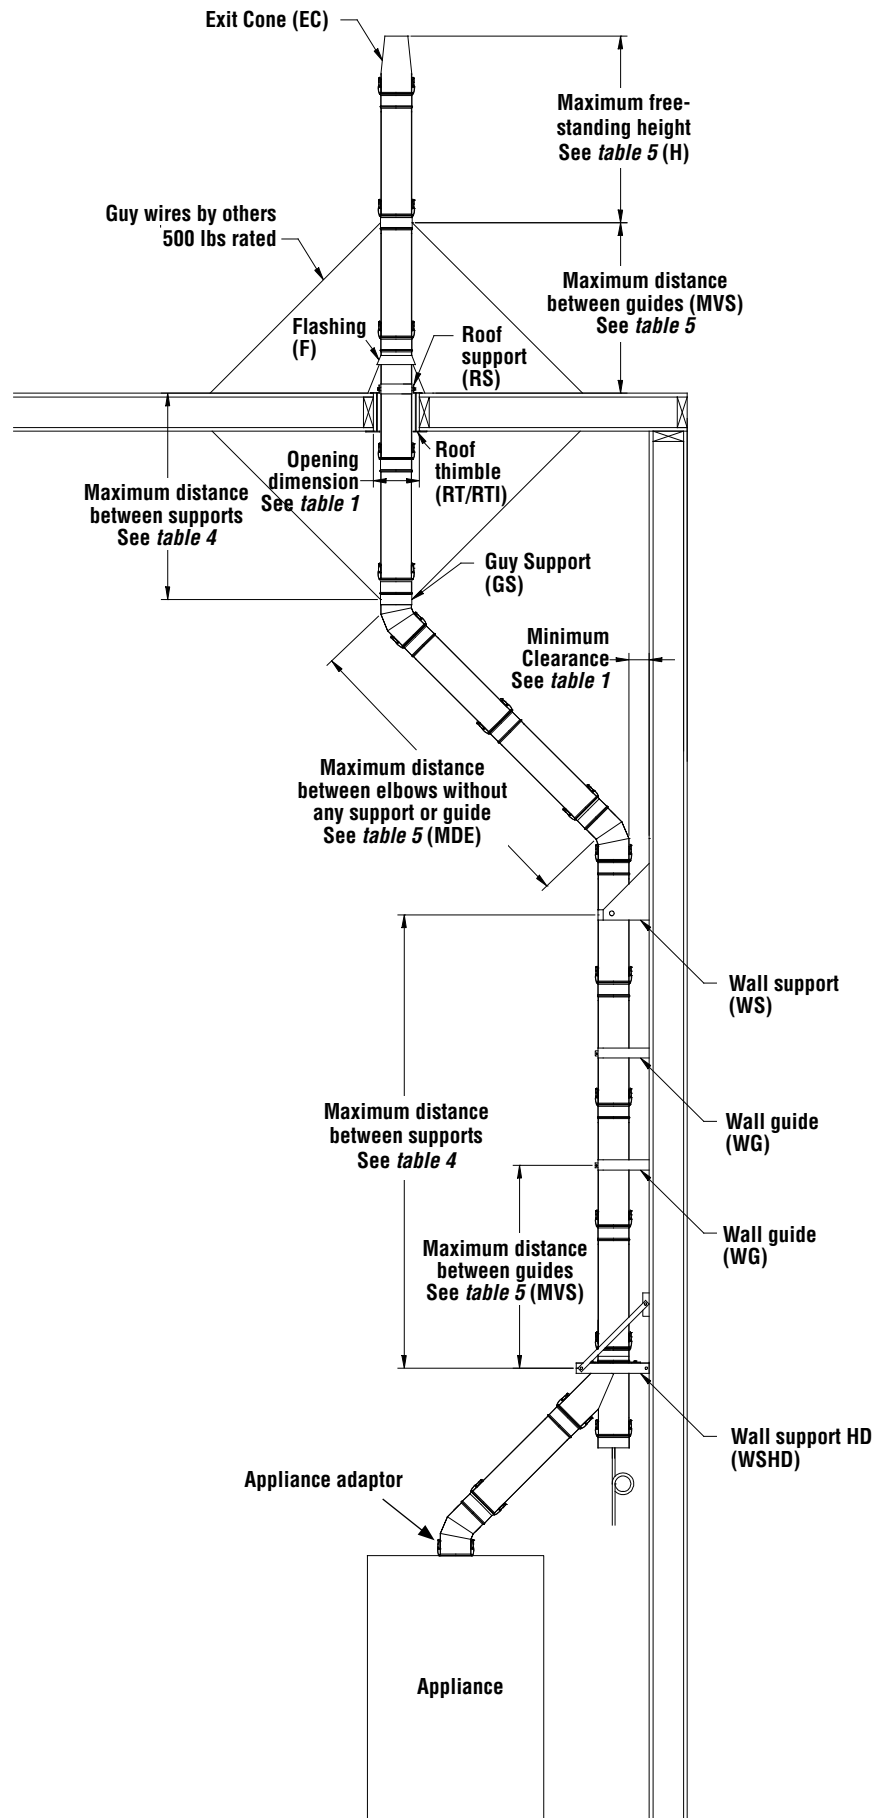 Exit Cone (EC)
Maximum free-
standing height
See table 5 (H)
Guy wires by others
500 lbs rated
Maximum distance
between guides (MVS)
See table 5
Flashing
(F)
Roof
support
(RS)
Opening
dimension
See table 1
Roof
thimble
(RT/RTI)
Maximum distance
between supports
See table 4
Guy Support
(GS)
Minimum
Clearance
See table 1
Maximum distance
between elbows without
any support or guide
See table 5 (MDE)
Wall support
(WS)
Maximum distance
between supports
See table 4
Wall guide
(WG)
Wall guide
(WG)
Maximum distance
between guides
See table 5 (MVS)
Wall support HD
(WSHD)
Appliance adaptor
Appliance